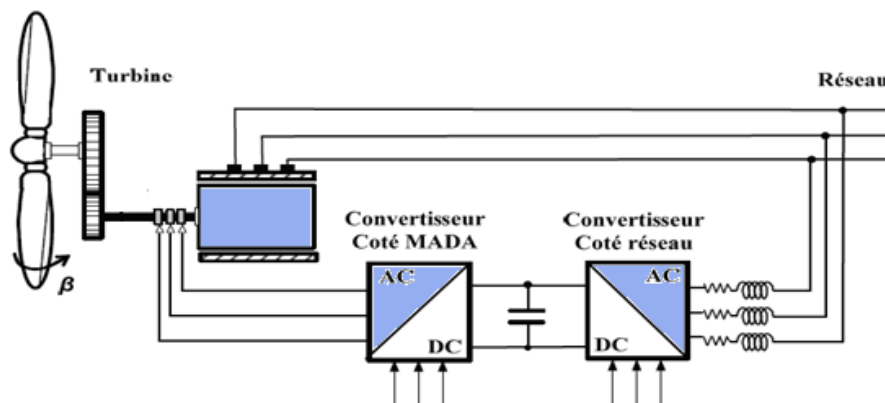 Turbine
Réseau
Convertisseur
Coté MADA
Convertisseur
Coté réseau
β
AC
DC
AC
DC